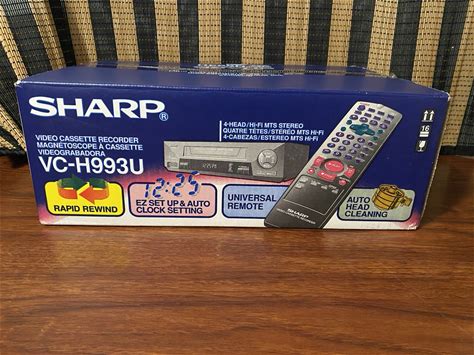 SHARP®
VIDEO CASSETTE RECORDER
MAGNETOSCOPE À CASSETTE
VIDEOGRABADORA
VC-H993U
4-HEAD/Hi-Fi MTS STEREO
QUATRE TÊTES/STÉRÉO MTS Hi-Fi
4-CABEZAS/ESTEREO MTS Hi-Fi
16
RAPID REWIND
12:25
EZ SET UP & AUTO
CLOCK SETTING
UNIVERSAL
REMOTE
SHARP
AUTO
HEAD
CLEANING